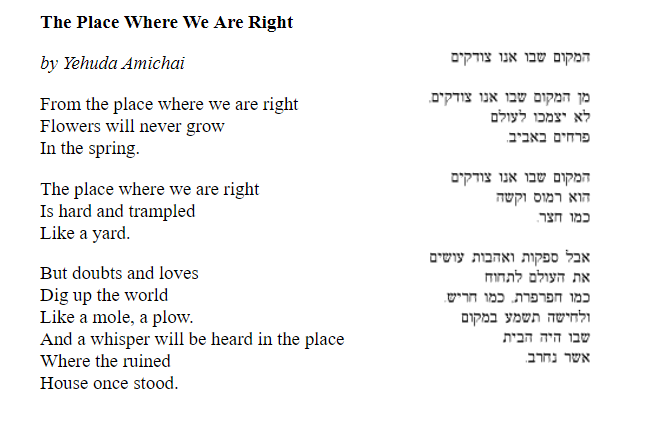 The Place Where We Are Right
by Yehuda Amichai
From the place where we are right
Flowers will never grow
In the spring.
The place where we are right
Is hard and trampled
Like a yard.
But doubts and loves
Dig up the world
Like a mole, a plow.
And a whisper will be heard in the place
Where the ruined
House once stood.
המקום שבו אנו צודקים
מן המקום שבו אנו צודקים,
לא יצמכו לעולם
פרחים באביב.
המקום שבו אנו צודקים
הוא רמוס וקשה
כמו חצר.
אבל ספקות ואהבות עושים
את העולם לתחוח
כמו חפרפרת, כמו חריש.
ולחישה תשמע במקום
שבו היה הבית
אשר נחרב.